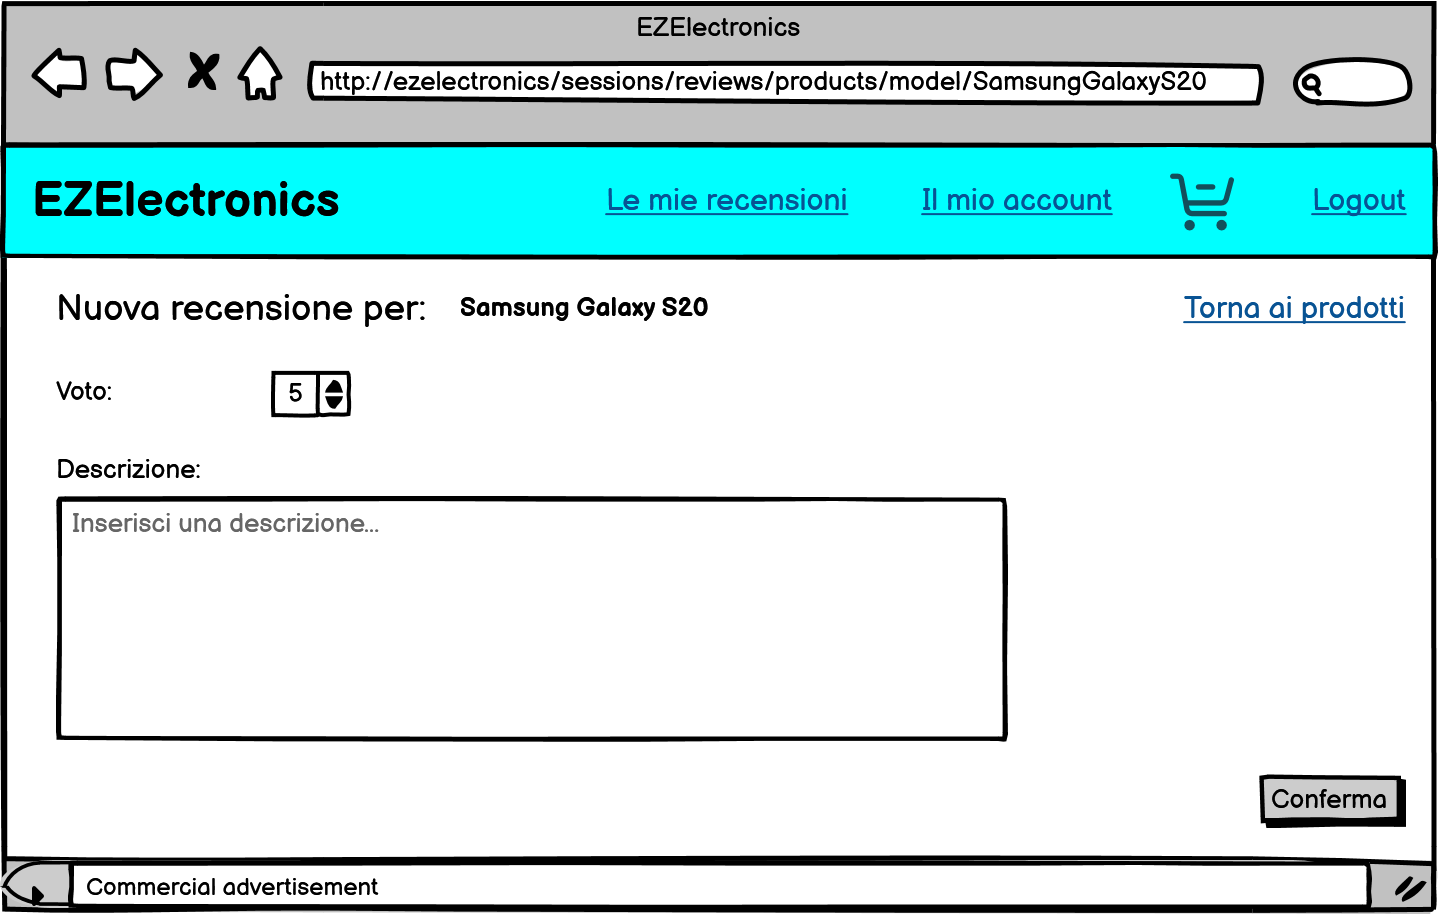 EZElectronics
http://ezelectronics/sessions/reviews/products/model/SamsungGalaxyS20
EZElectronics
Le mie recensioni
Il mio account
Logout
Nuova recensione per:
Samsung Galaxy S20
Torna ai prodotti
Voto:
5
Descrizione:
Inserisci una descrizione...
Conferma
Commercial advertisement